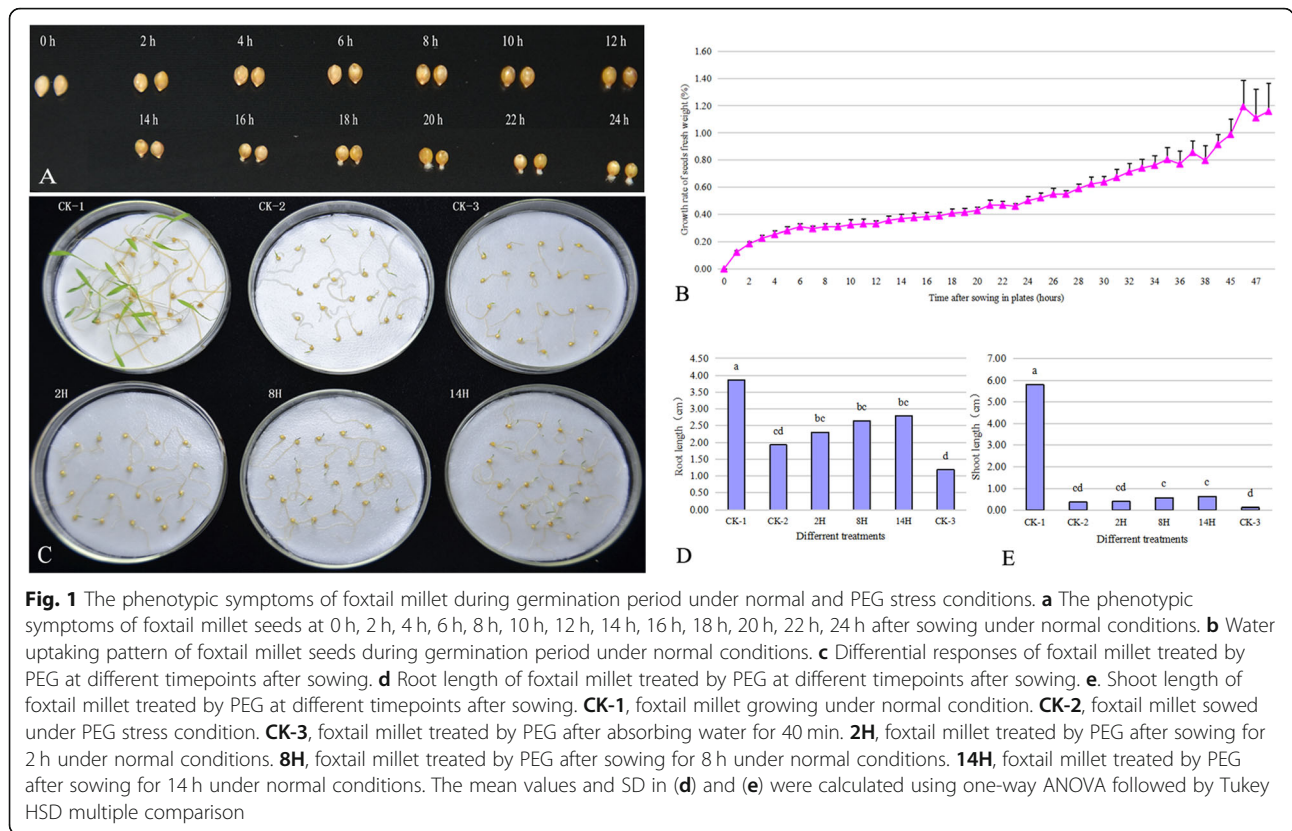 0 h 2 h 4 h 6 h 8 h 10 h 12 h
14 h 16 h 18 h 20 h 22 h 24 h
A
CK-1 CK-2 CK-3
2H 8H 14H
C
1.60
1.40
1.20
1.00
0.80
0.60
0.40
0.20
0.00
Growth rate of seeds fresh weight (%)
0 2 4 6 8 10 12 14 16 18 20 22 24 26 28 30 32 34 36 38 45 47
Time after sowing in plates (hours)
B
4.50
4.00
3.50
3.00
2.50
2.00
1.50
1.00
0.50
0.00
Root length (cm)
a cd bc bc bc d
CK-1 CK-2 2H 8H 14H CK-3
Differrent treatments
D
7.00
6.00
5.00
4.00
3.00
2.00
1.00
0.00
Shoot length (cm)
a cd cd c c d
CK-1 CK-2 2H 8H 14H CK-3
Differrent treatments
E
Fig. 1 The phenotypic symptoms of foxtail millet during germination period under normal and PEG stress conditions. a The phenotypic
symptoms of foxtail millet seeds at 0 h, 2 h, 4 h, 6 h, 8 h, 10 h, 12 h, 14 h, 16 h, 18 h, 20 h, 22 h, 24 h after sowing under normal conditions. b Water
uptaking pattern of foxtail millet seeds during germination period under normal conditions. c Differential responses of foxtail millet treated by
PEG at different timepoints after sowing. d Root length of foxtail millet treated by PEG at different timepoints after sowing. e. Shoot length of
foxtail millet treated by PEG at different timepoints after sowing. CK-1, foxtail millet growing under normal condition. CK-2, foxtail millet sowed
under PEG stress condition. CK-3, foxtail millet treated by PEG after absorbing water for 40 min. 2H, foxtail millet treated by PEG after sowing for
2 h under normal conditions. 8H, foxtail millet treated by PEG after sowing for 8 h under normal conditions. 14H, foxtail millet treated by PEG
after sowing for 14 h under normal conditions. The mean values and SD in (d) and (e) were calculated using one-way ANOVA followed by Tukey
HSD multiple comparison